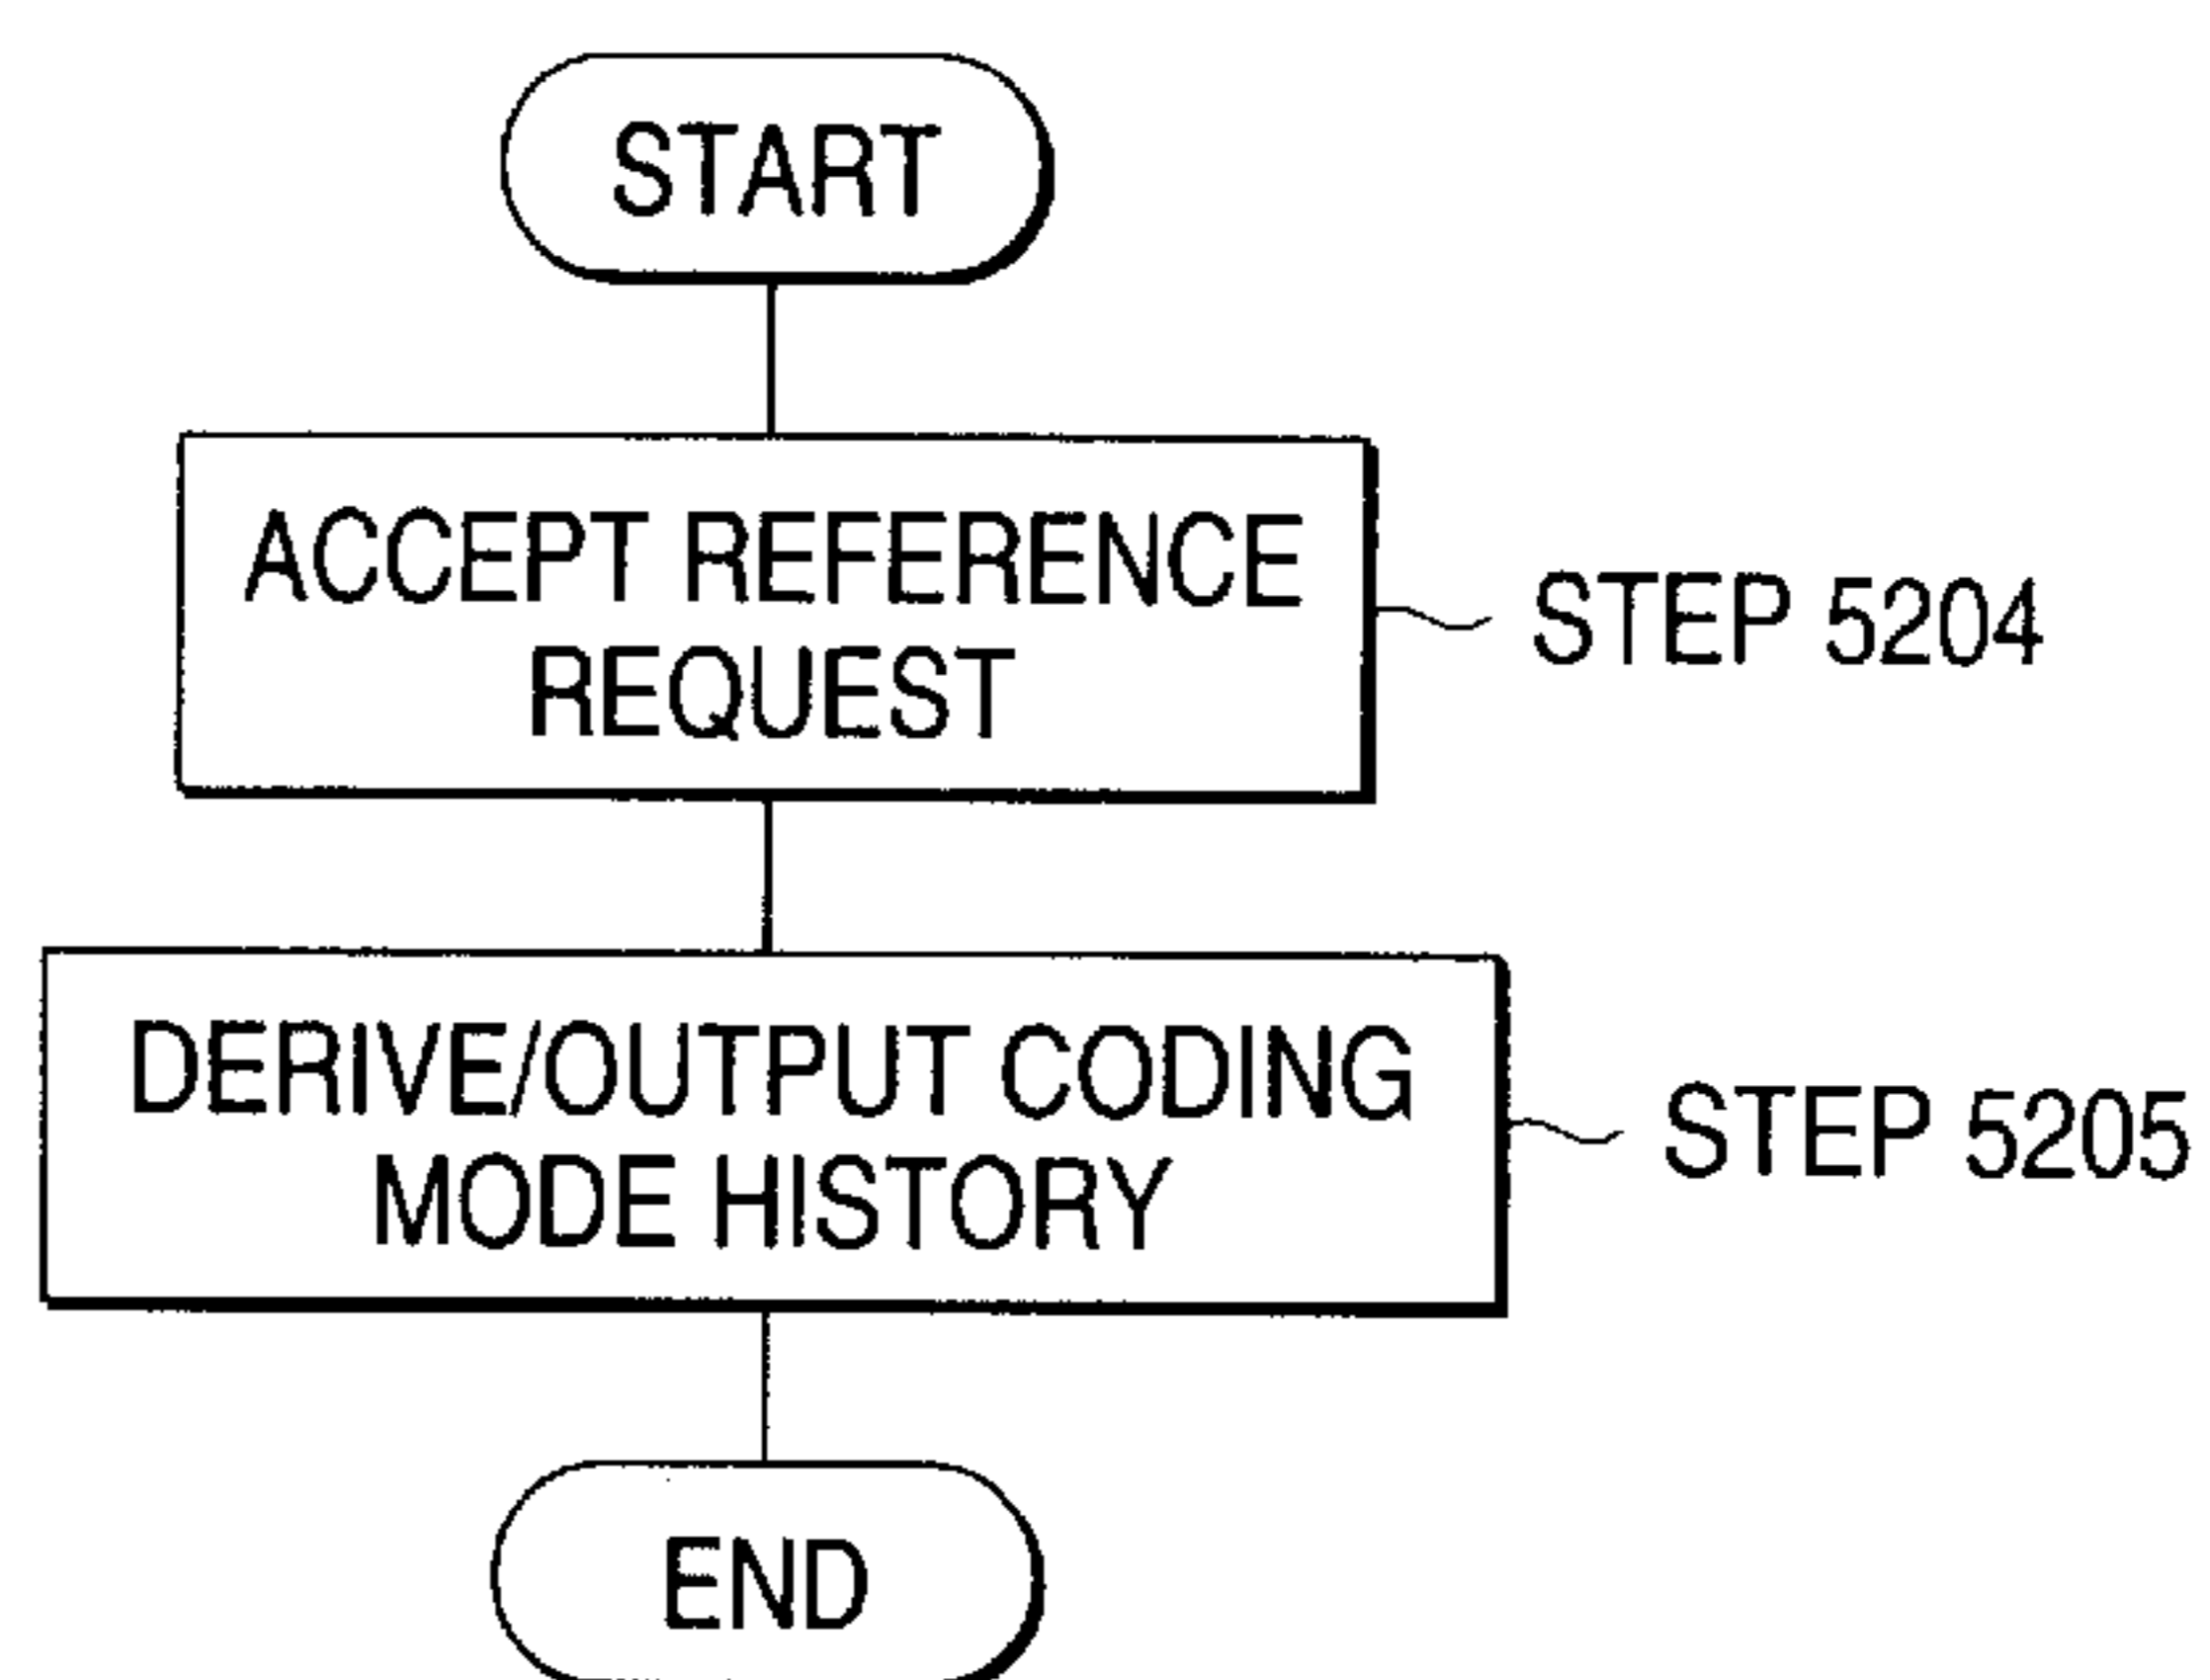 START
ACCEPT REFERENCE
REQUEST
STEP 5204
DERIVE/OUTPUT CODING
MODE HISTORY
STEP 5205
END